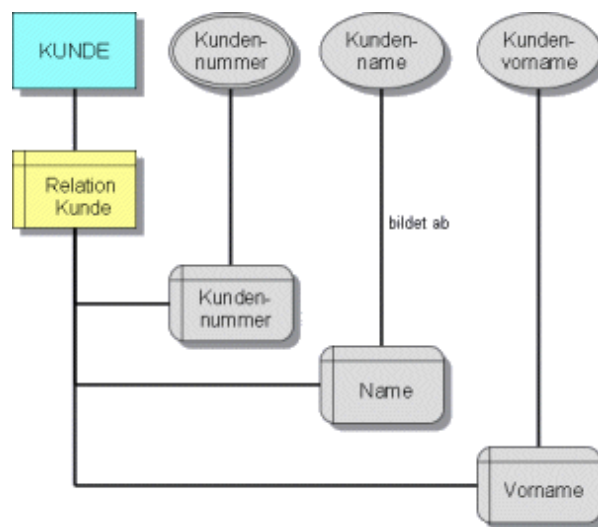 KUNDE
Kunden-
nummer
Kunden-
name
Kunden-
vorname
Relation
Kunde
bildet ab
Kunden-
nummer
Name
Vorname